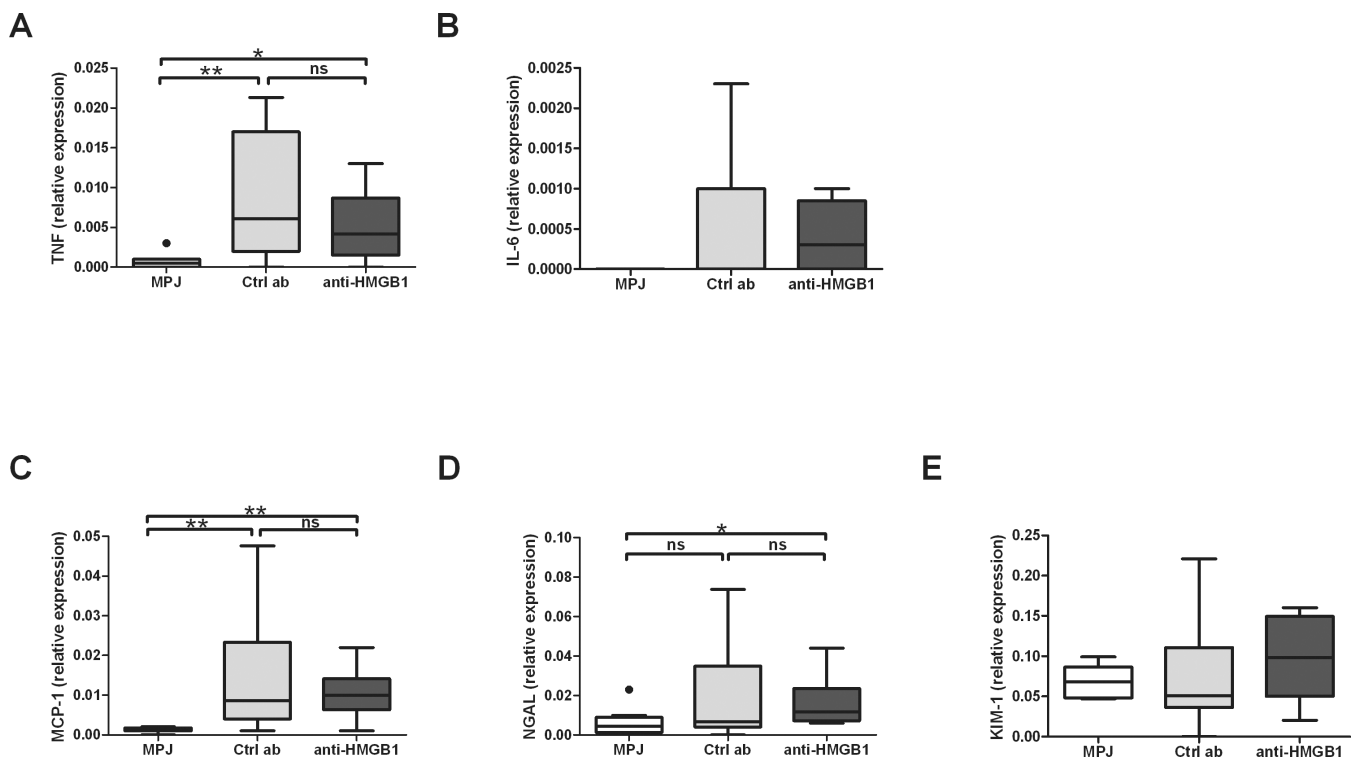 A
TNF (relative expression)
0.025
0.020
0.015
0.010
0.005
0.000
*
**
ns
MPJ
Ctrl ab
anti-HMGB1
B
IL-6 (relative expression)
0.0025
0.0020
0.0015
0.0010
0.0005
0.0000
MPJ
Ctrl ab
anti-HMGB1
C
MCP-1 (relative expression)
0.05
0.04
0.03
0.02
0.01
0.00
**
**
ns
MPJ
Ctrl ab
anti-HMGB1
D
NGAL (relative expression)
0.10
0.08
0.06
0.04
0.02
0.00
*
ns
ns
MPJ
Ctrl ab
anti-HMGB1
E
KIM-1 (relative expression)
0.25
0.20
0.15
0.10
0.05
0.00
MPJ
Ctrl ab
anti-HMGB1